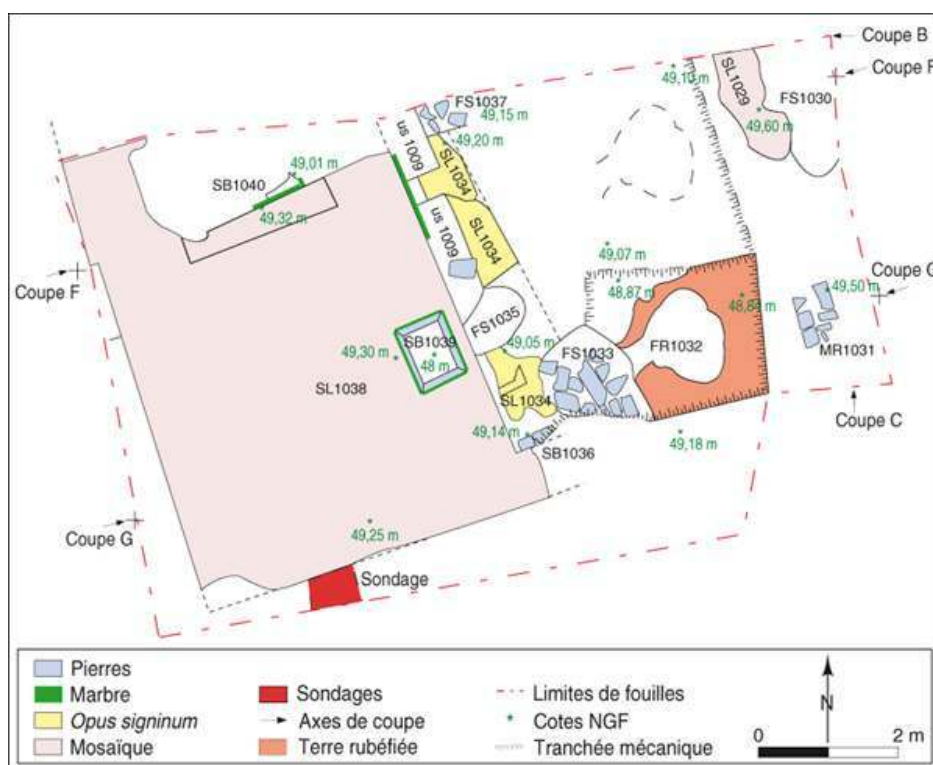 Coupe B
Coupe F
49,10 m
SL1029
FS1030
49,60 m
FS1037
49,15 m
49,20 m
us 1009
SL1034
49,01 m
SB1040
49,32 m
us 1009
SL1034
49,07 m
48,87 m
Coupe F
Coupe G
49,50 m
FS1035
FR1032
MR1031
SB1039
49,30 m
48 m
49,05 m
FS1033
SL1038
SL1034
Coupe C
49,14 m
SB1036
49,18 m
49,25 m
Coupe G
Sondage
Pierres
Marbre
Opus signinum
Mosaïque
Sondages
Axes de coupe
Terre rubéfiée
Limites de fouilles
Cotes NGF
Tranchée mécanique
N
0
2 m